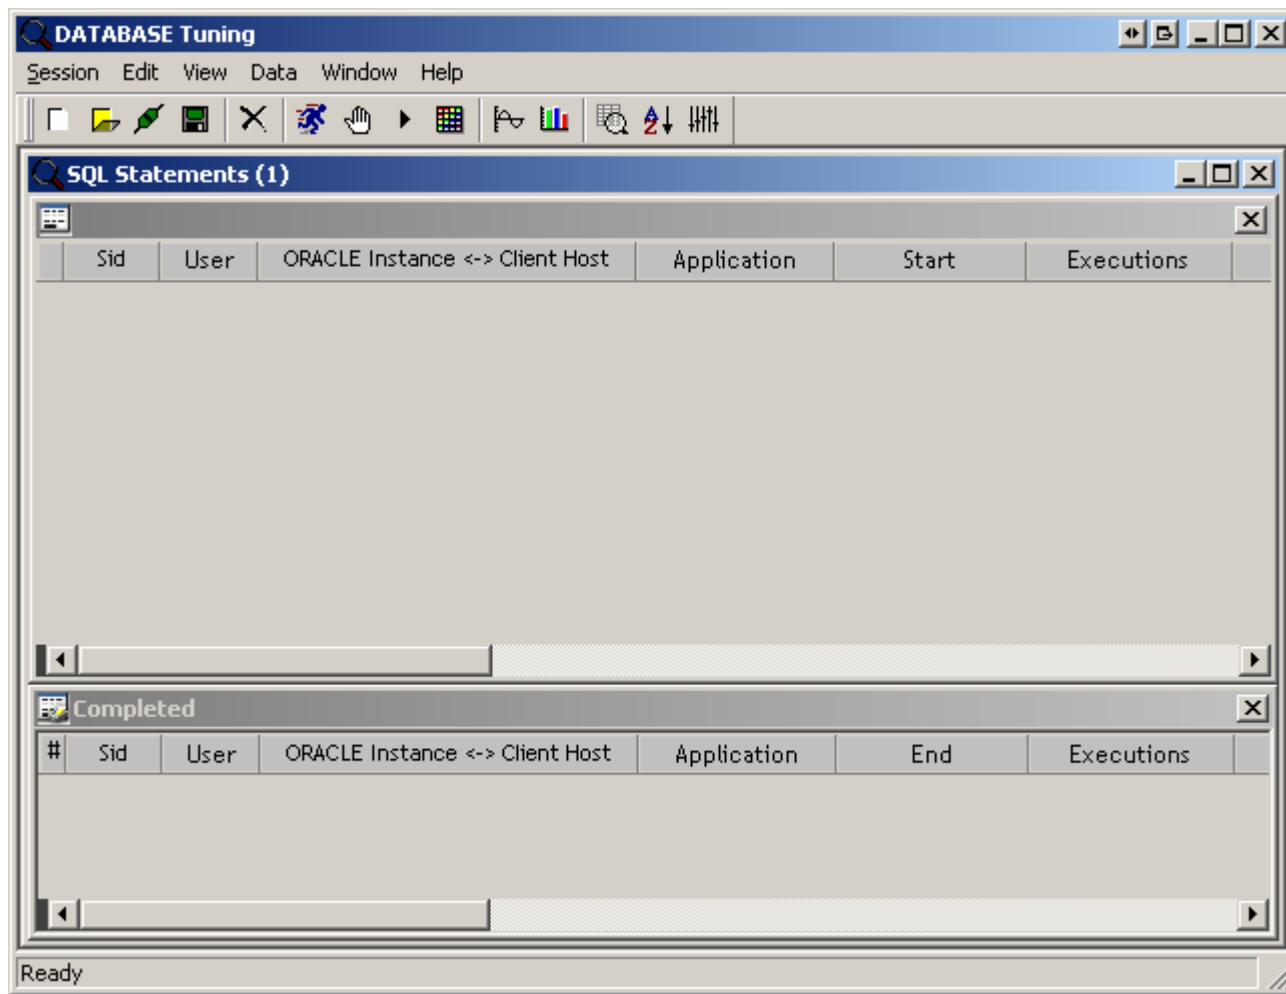 DATABASE Tuning
Session Edit View Data Window Help
SQL Statements (1)
Sid User ORACLE Instance <-> Client Host Application Start Executions
Completed
# Sid User ORACLE Instance <-> Client Host Application End Executions
Ready